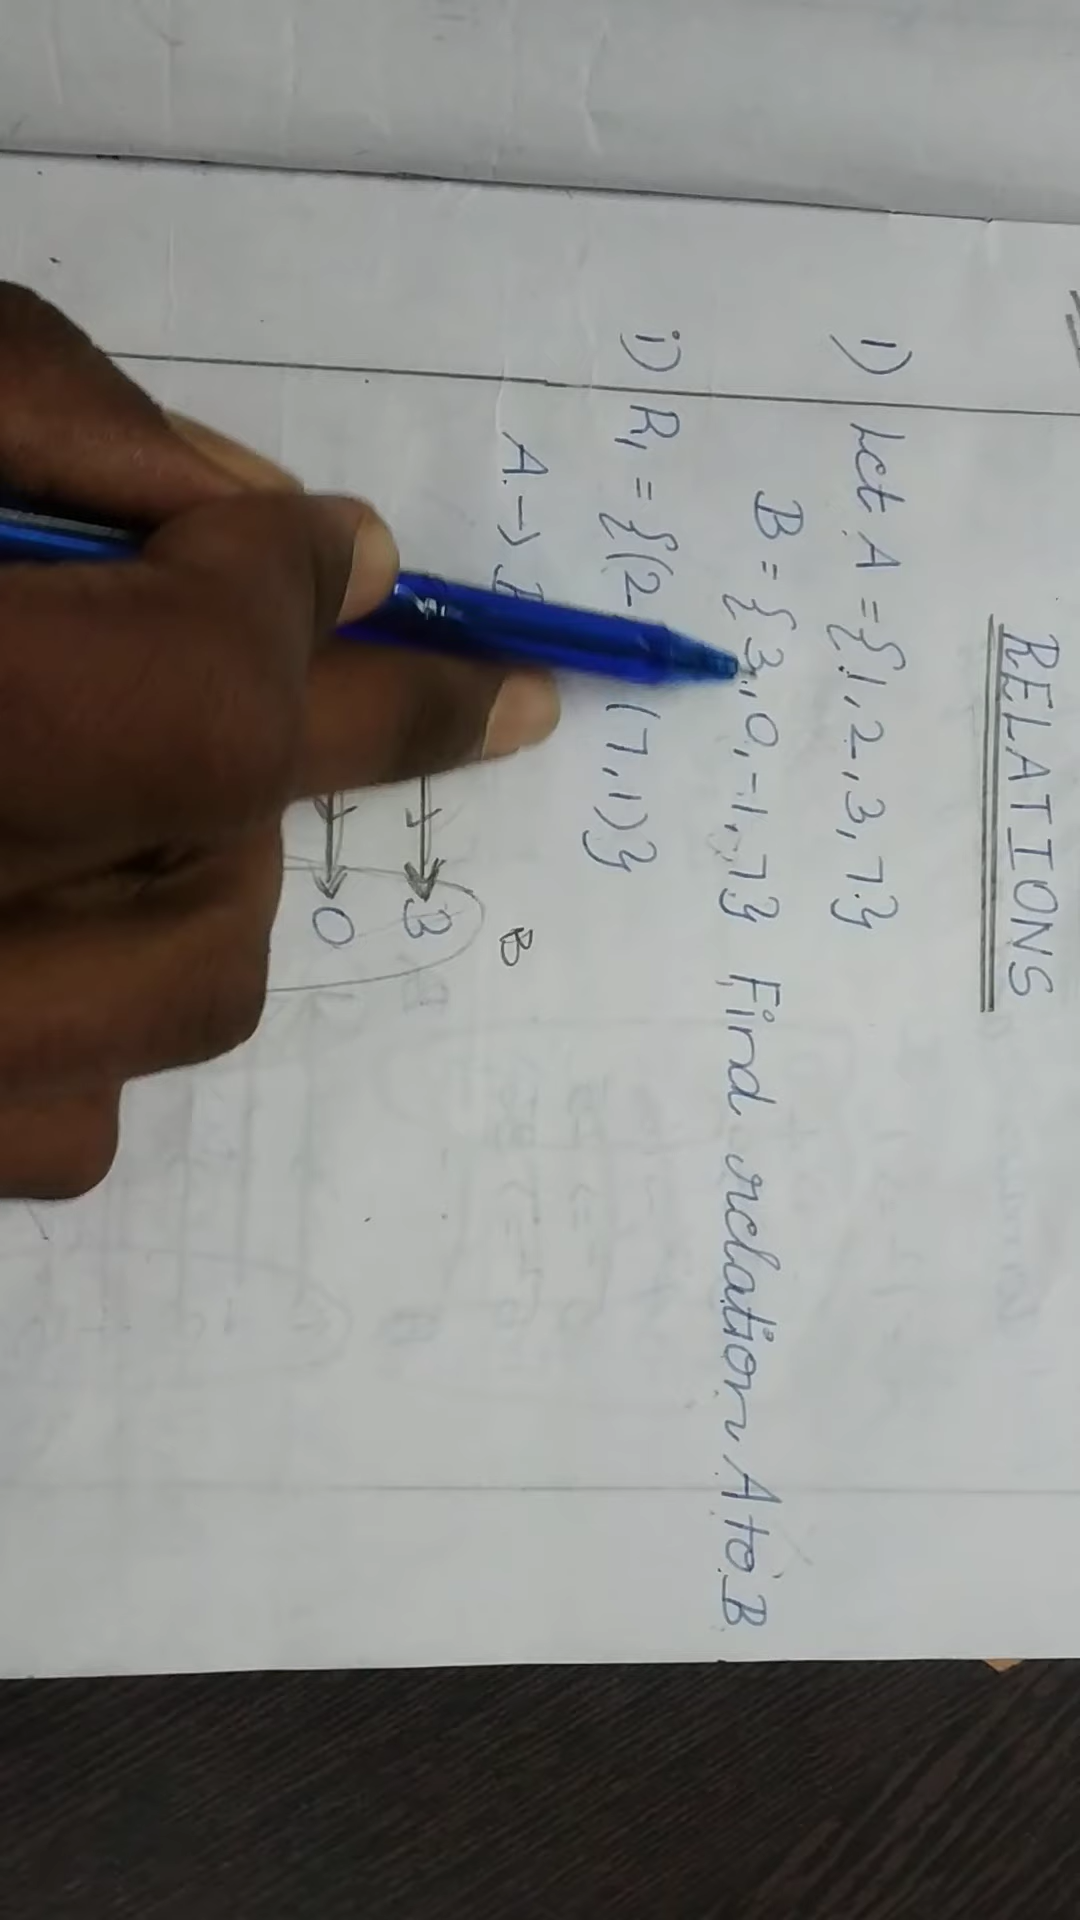 RELATIONS
1) Let A = {1, 2, 3, 7}
B = {3, 0, -1, 7} Find relation A to B
i) R₁ = {(2 (7, 1)}
A →
B
3
0